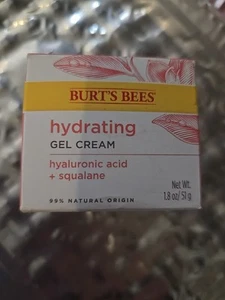 BURT'S BEES
hydrating
GEL CREAM
hyaluronic acid
+ squalane
99% NATURAL ORIGIN
Net Wt.
1.8 oz/ 51 g